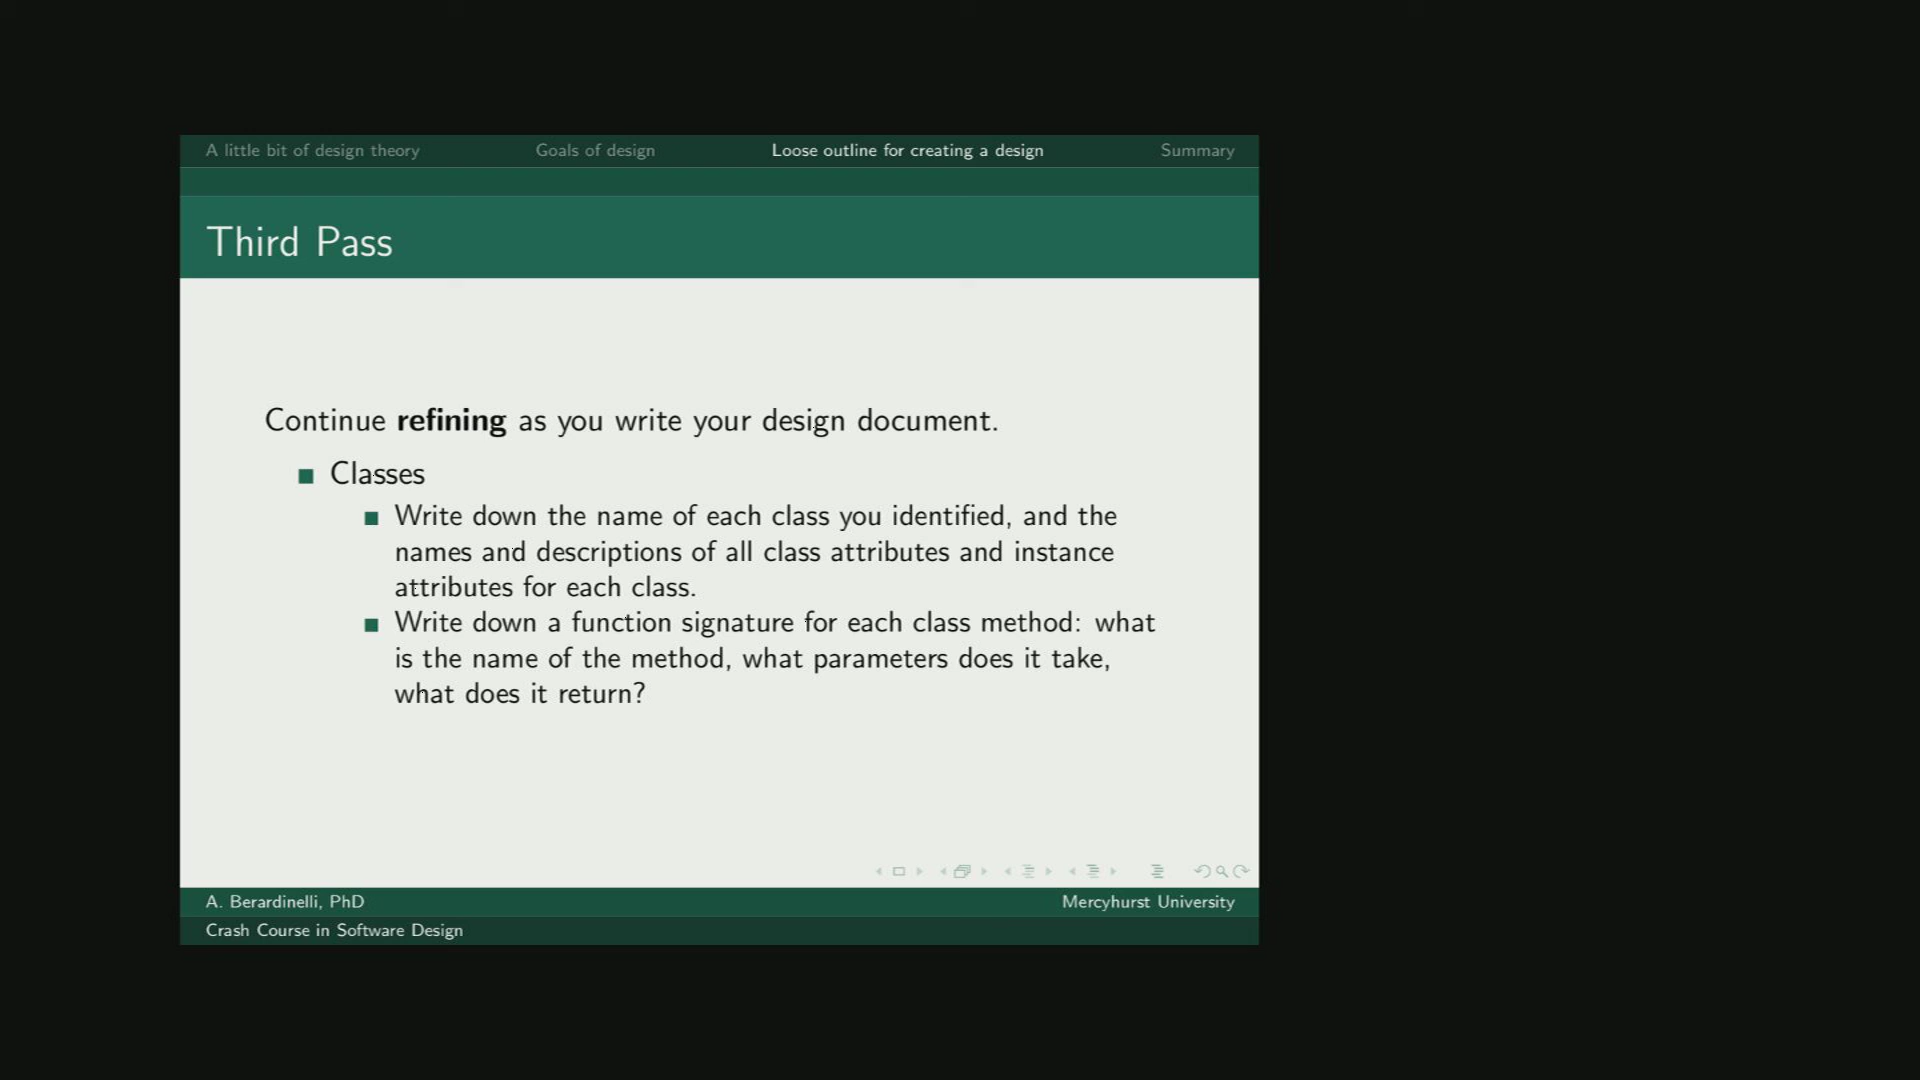 A little bit of design theory Goals of design Loose outline for creating a design Summary
Third Pass
Continue refining as you write your design document.
Classes
Write down the name of each class you identified, and the
names and descriptions of all class attributes and instance
attributes for each class.
Write down a function signature for each class method: what
is the name of the method, what parameters does it take,
what does it return?
A. Berardinelli, PhD Mercyhurst University
Crash Course in Software Design